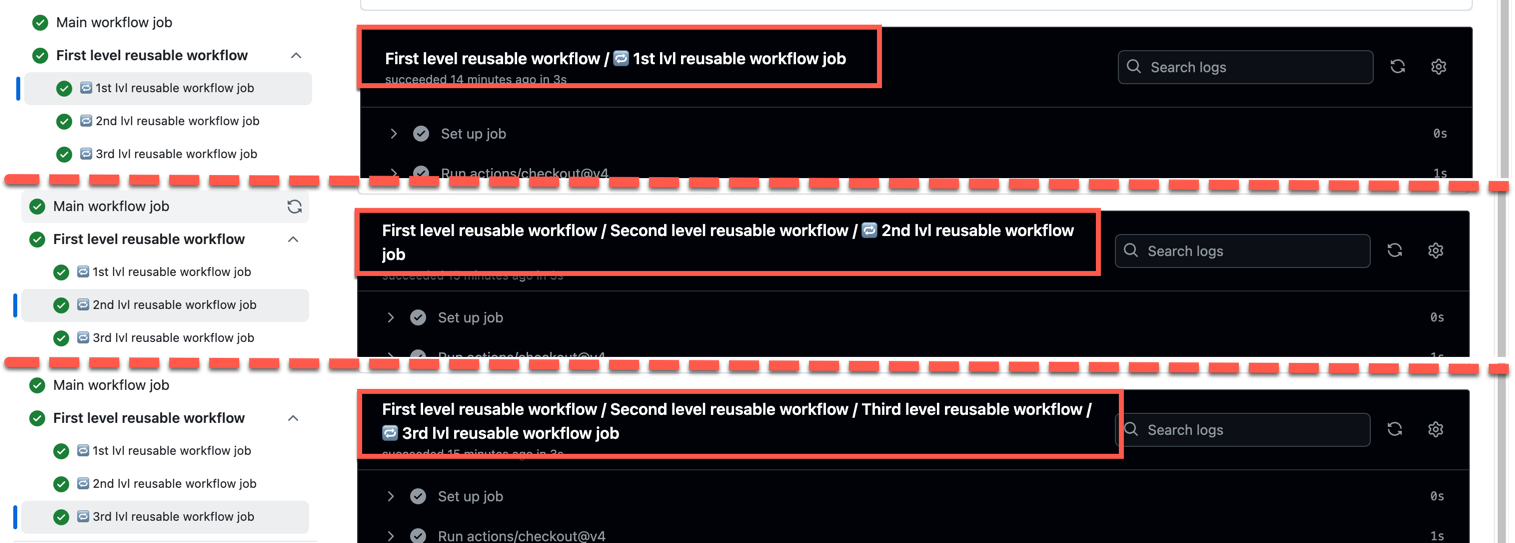 Main workflow job
First level reusable workflow
1st lvl reusable workflow job
2nd lvl reusable workflow job
3rd lvl reusable workflow job
First level reusable workflow / 🔁 1st lvl reusable workflow job
succeeded 14 minutes ago in 3s
Search logs
Set up job
0s
Run actions/checkout@v4
1s
Main workflow job
First level reusable workflow
1st lvl reusable workflow job
2nd lvl reusable workflow job
3rd lvl reusable workflow job
First level reusable workflow / Second level reusable workflow / 🔁 2nd lvl reusable workflow
job
succeeded 15 minutes ago in 3s
Search logs
Set up job
0s
Run actions/checkout@v4
1s
Main workflow job
First level reusable workflow
1st lvl reusable workflow job
2nd lvl reusable workflow job
3rd lvl reusable workflow job
First level reusable workflow / Second level reusable workflow / Third level reusable workflow /
🔁 3rd lvl reusable workflow job
succeeded 15 minutes ago in 3s
Search logs
Set up job
0s
Run actions/checkout@v4
1s